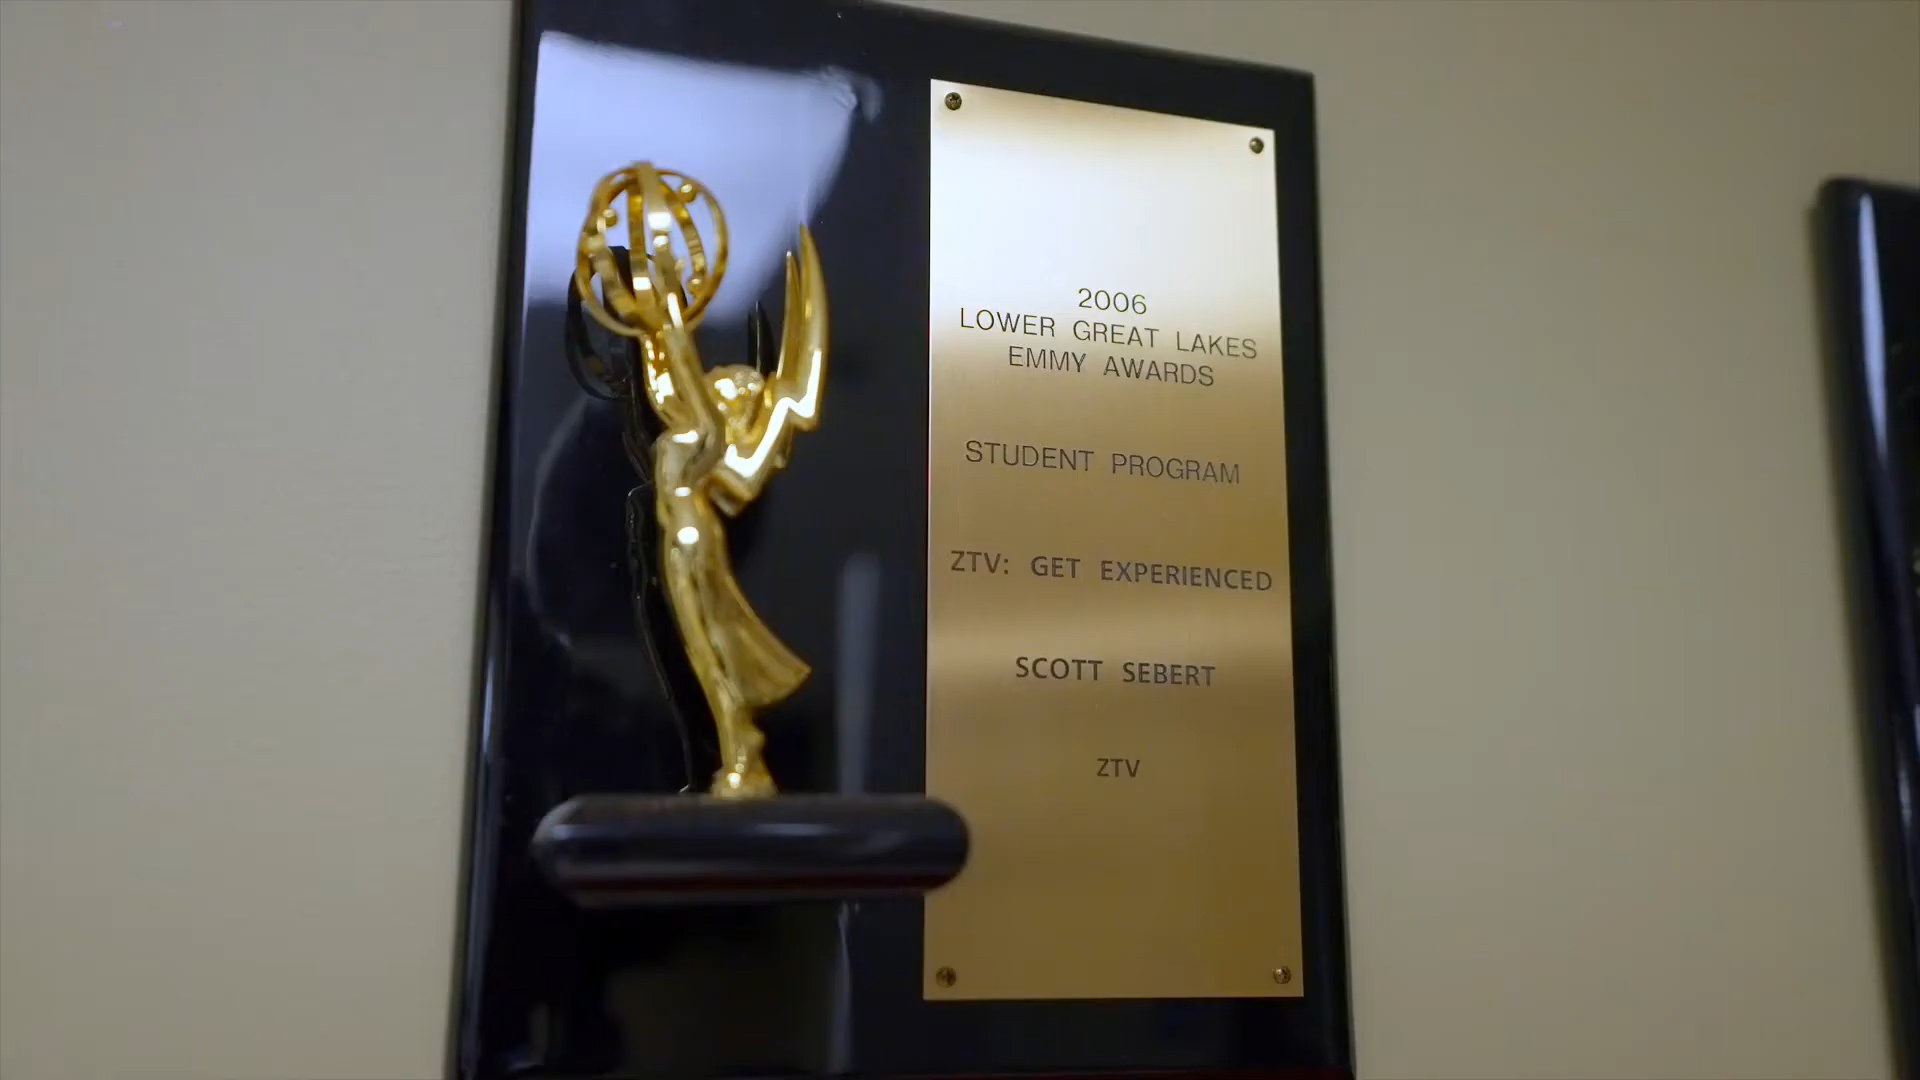 2006
LOWER GREAT LAKES
EMMY AWARDS
STUDENT PROGRAM
ZTV: GET EXPERIENCED
SCOTT SEBERT
ZTV